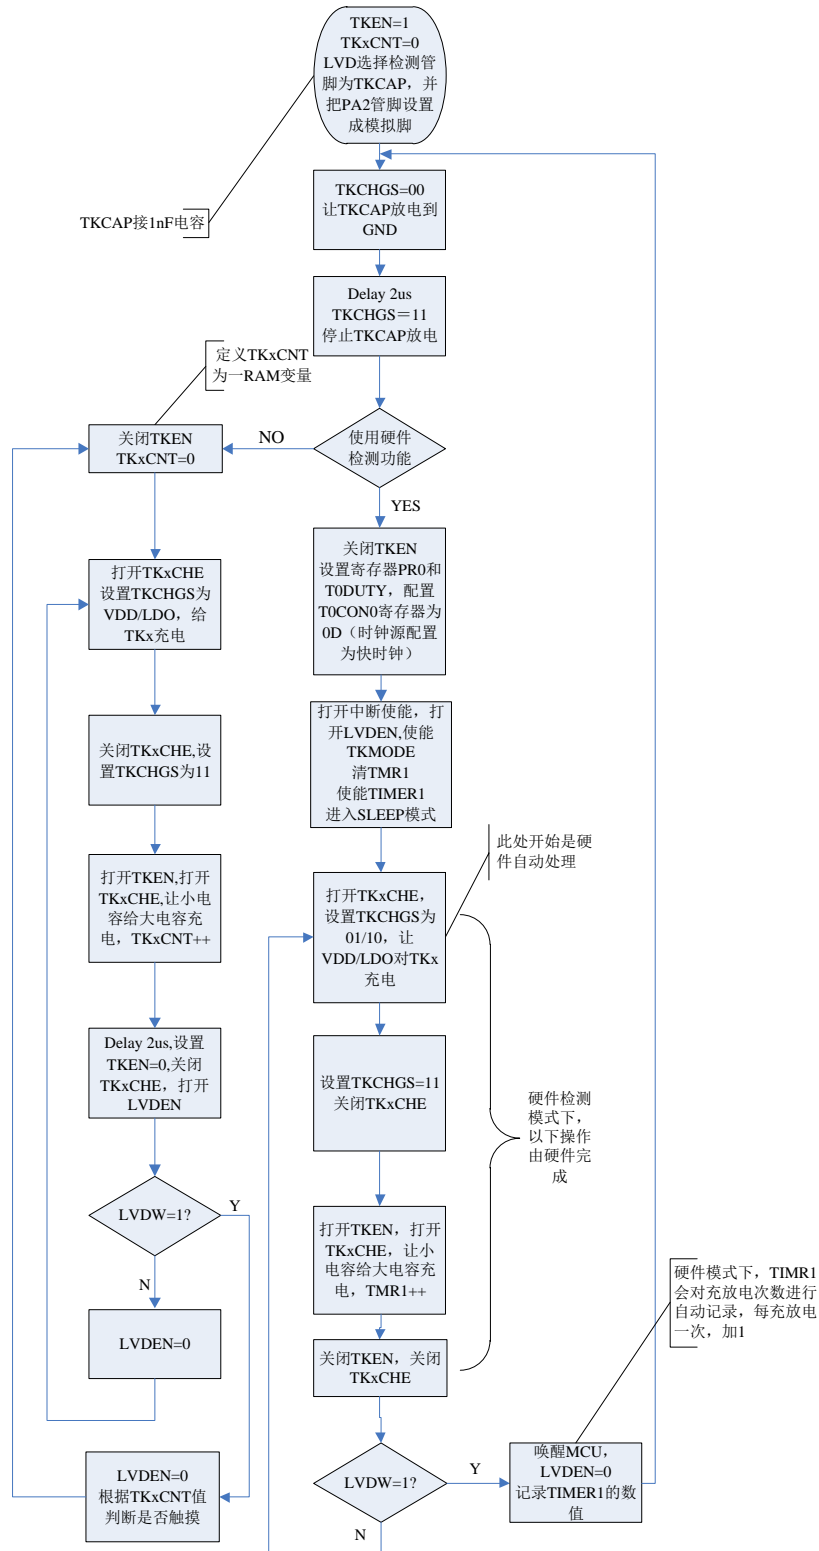 TKEN=1
TKxCNT=0
LVD选择检测管
脚为TKCAP，并
把PA2管脚设置
成模拟脚
TKCAP接1nF电容
TKCHGS=00
让TKCAP放电到
GND
Delay 2us
TKCHGS＝11
停止TKCAP放电
定义TKxCNT
为一RAM变量
使用硬件
检测功能
NO
YES
关闭TKEN
TKxCNT=0
打开TKxCHE
设置TKCHGS为
VDD/LDO，给
TKx充电
关闭TKxCHE,设
置TKCHGS为11
打开TKEN,打开
TKxCHE,让小电
容给大电容充
电，TKxCNT++
Delay 2us,设置
TKEN=0,关闭
TKxCHE，打开
LVDEN
LVDW=1?
Y
N
LVDEN=0
LVDEN=0
根据TKxCNT值
判断是否触摸
关闭TKEN
设置寄存器PR0和
T0DUTY，配置
T0CON0寄存器为
0D（时钟源配置
为快时钟）
打开中断使能，打
开LVDEN,使能
TKMODE
清TMR1
使能TIMER1
进入SLEEP模式
此处开始是硬
件自动处理
打开TKxCHE，
设置TKCHGS为
01/10，让
VDD/LDO对TKx
充电
设置TKCHGS=11
关闭TKxCHE
硬件检测
模式下，
以下操作
由硬件完
成
打开TKEN，打开
TKxCHE，让小
电容给大电容充
电，TMR1++
关闭TKEN，关闭
TKxCHE
LVDW=1?
Y
N
唤醒MCU，
LVDEN=0
记录TIMER1的数
值
硬件模式下，TIMR1
会对充放电次数进行
自动记录，每充放电
一次，加1